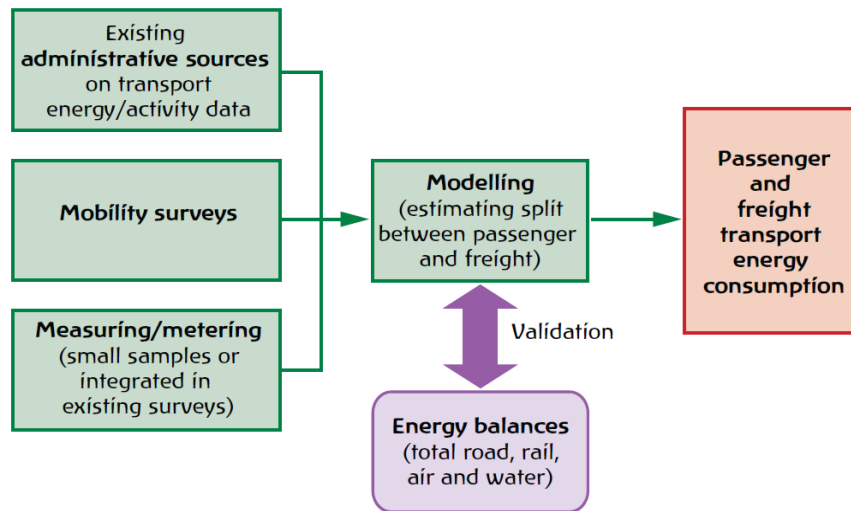 Existing
administrative sources
on transport
energy/activity data
Mobility surveys
Measuring/metering
(small samples or
integrated in
existing surveys)
Modelling
(estimating split
between passenger
and freight)
Validation
Energy balances
(total road, rail,
air and water)
Passenger
and
freight
transport
energy
consumption